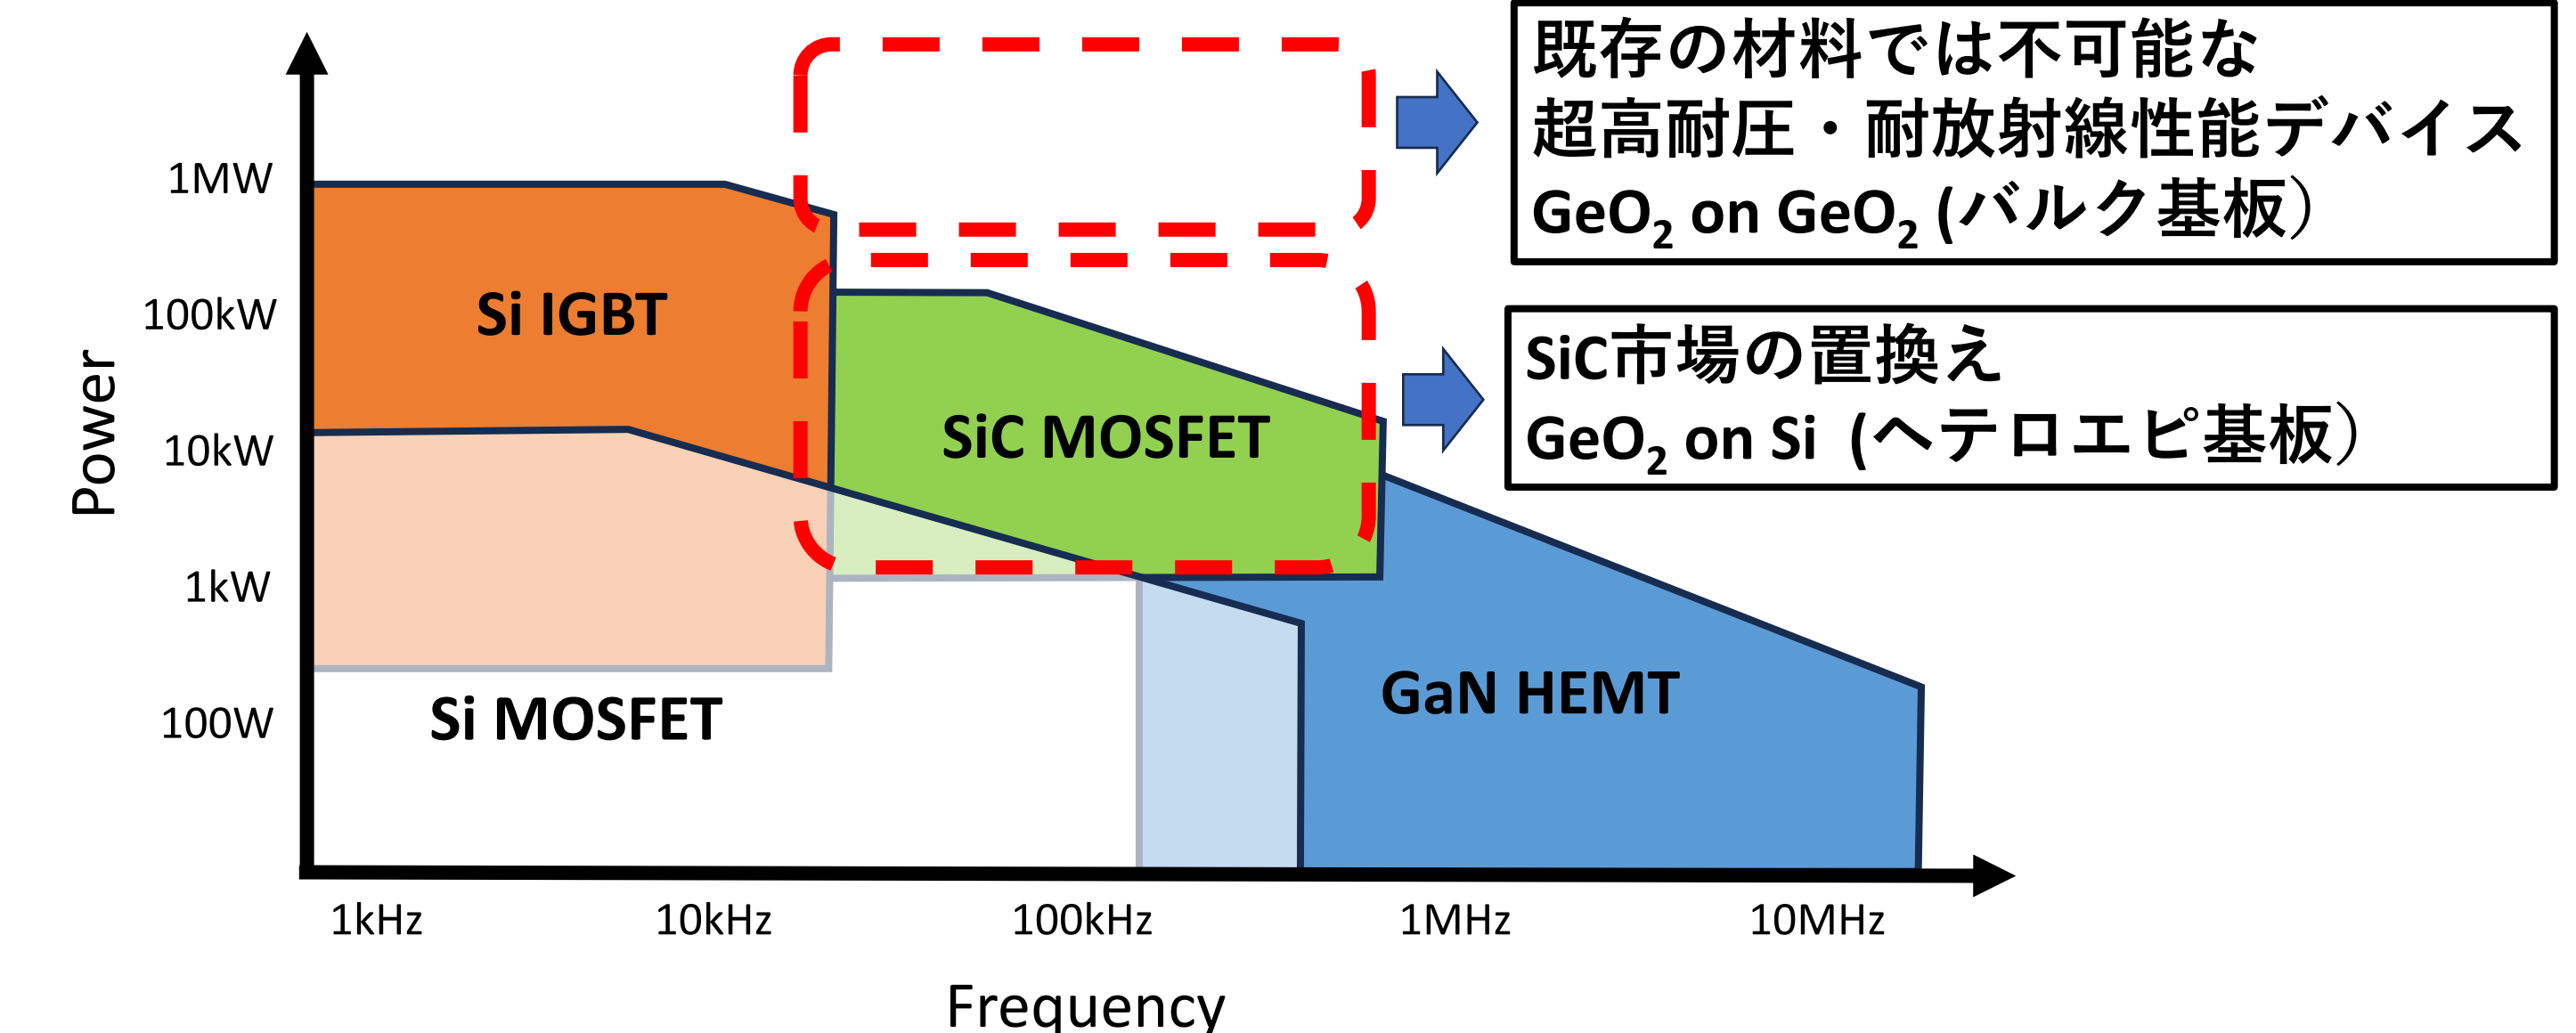 既存の材料では不可能な
超高耐圧・耐放射線性能デバイス
GeO₂ on GeO₂ (バルク基板）
SiC市場の置換え
GeO₂ on Si (ヘテロエピ基板）
Power
1MW
100kW
10kW
1kW
100W
Si IGBT
SiC MOSFET
Si MOSFET
GaN HEMT
1kHz
10kHz
100kHz
1MHz
10MHz
Frequency